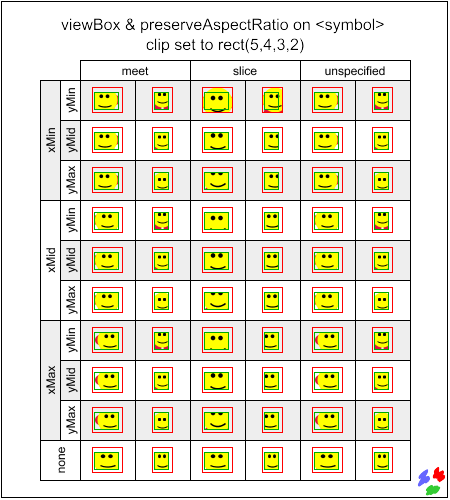 viewBox & preserveAspectRatio on <symbol>
clip set to rect(5,4,3,2)
meet slice unspecified
xMin
yMin
yMid
yMax
xMid
yMin
yMid
yMax
xMax
yMin
yMid
yMax
none